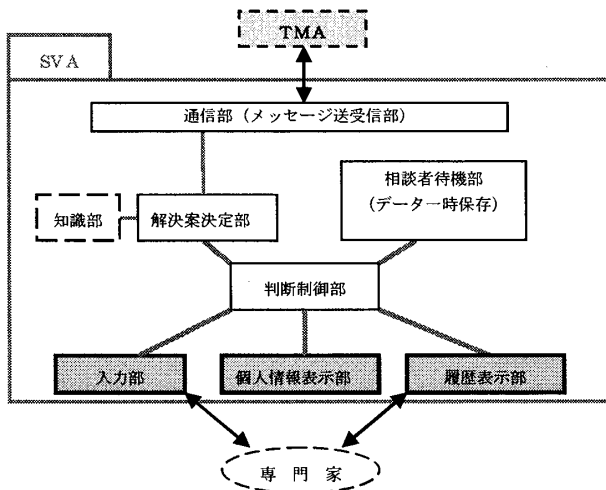 TMA
SVA
通信部（メッセージ送受信部）
相談者待機部
（データ一時保存）
知識部
解決案決定部
判断制御部
入力部
個人情報表示部
履歴表示部
専 門 家